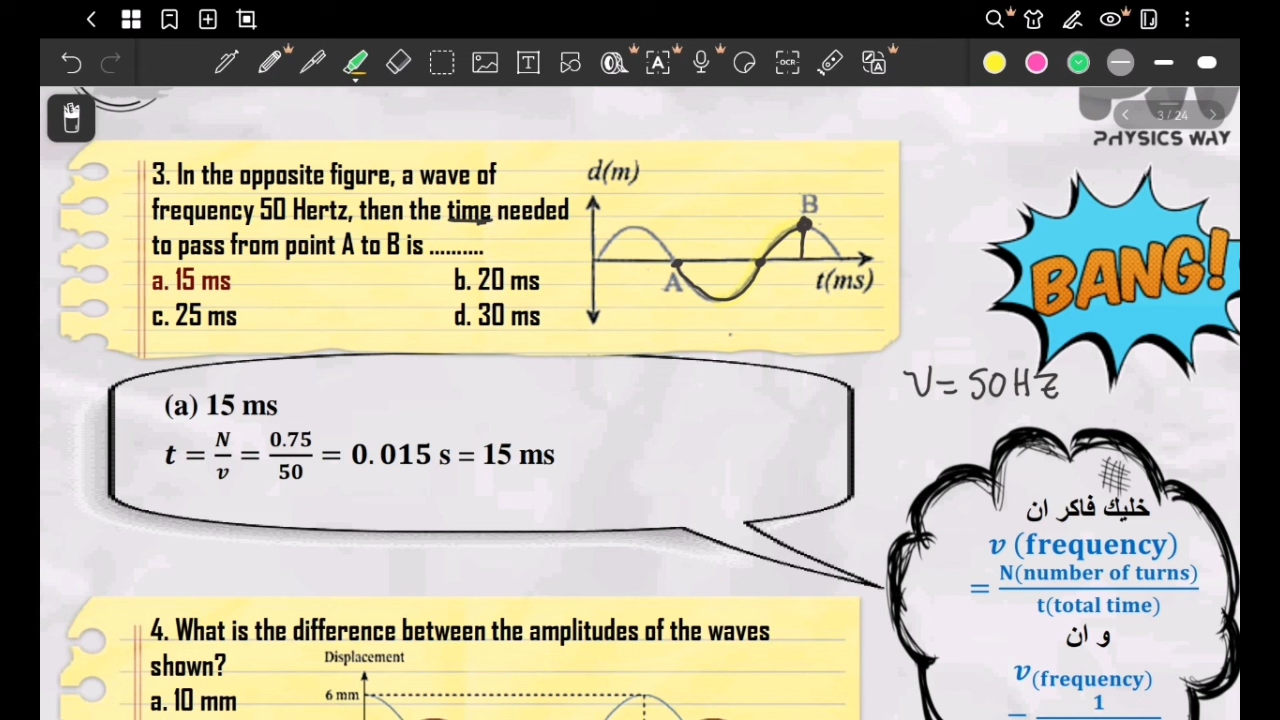 3 / 24
PHYSICS WAY
3. In the opposite figure, a wave of
frequency 50 Hertz, then the time needed
to pass from point A to B is ..........
a. 15 ms
b. 20 ms
c. 25 ms
d. 30 ms
d(m)
B
A
t(ms)
BANG!
V = 50 HZ
(a) 15 ms
t = N/v = 0.75/50 = 0.015 s = 15 ms
خليك فاكر ان
v (frequency)
= N(number of turns)
t(total time)
و ان
v(frequency)
= 1
4. What is the difference between the amplitudes of the waves
shown?
Displacement
6 mm
a. 10 mm